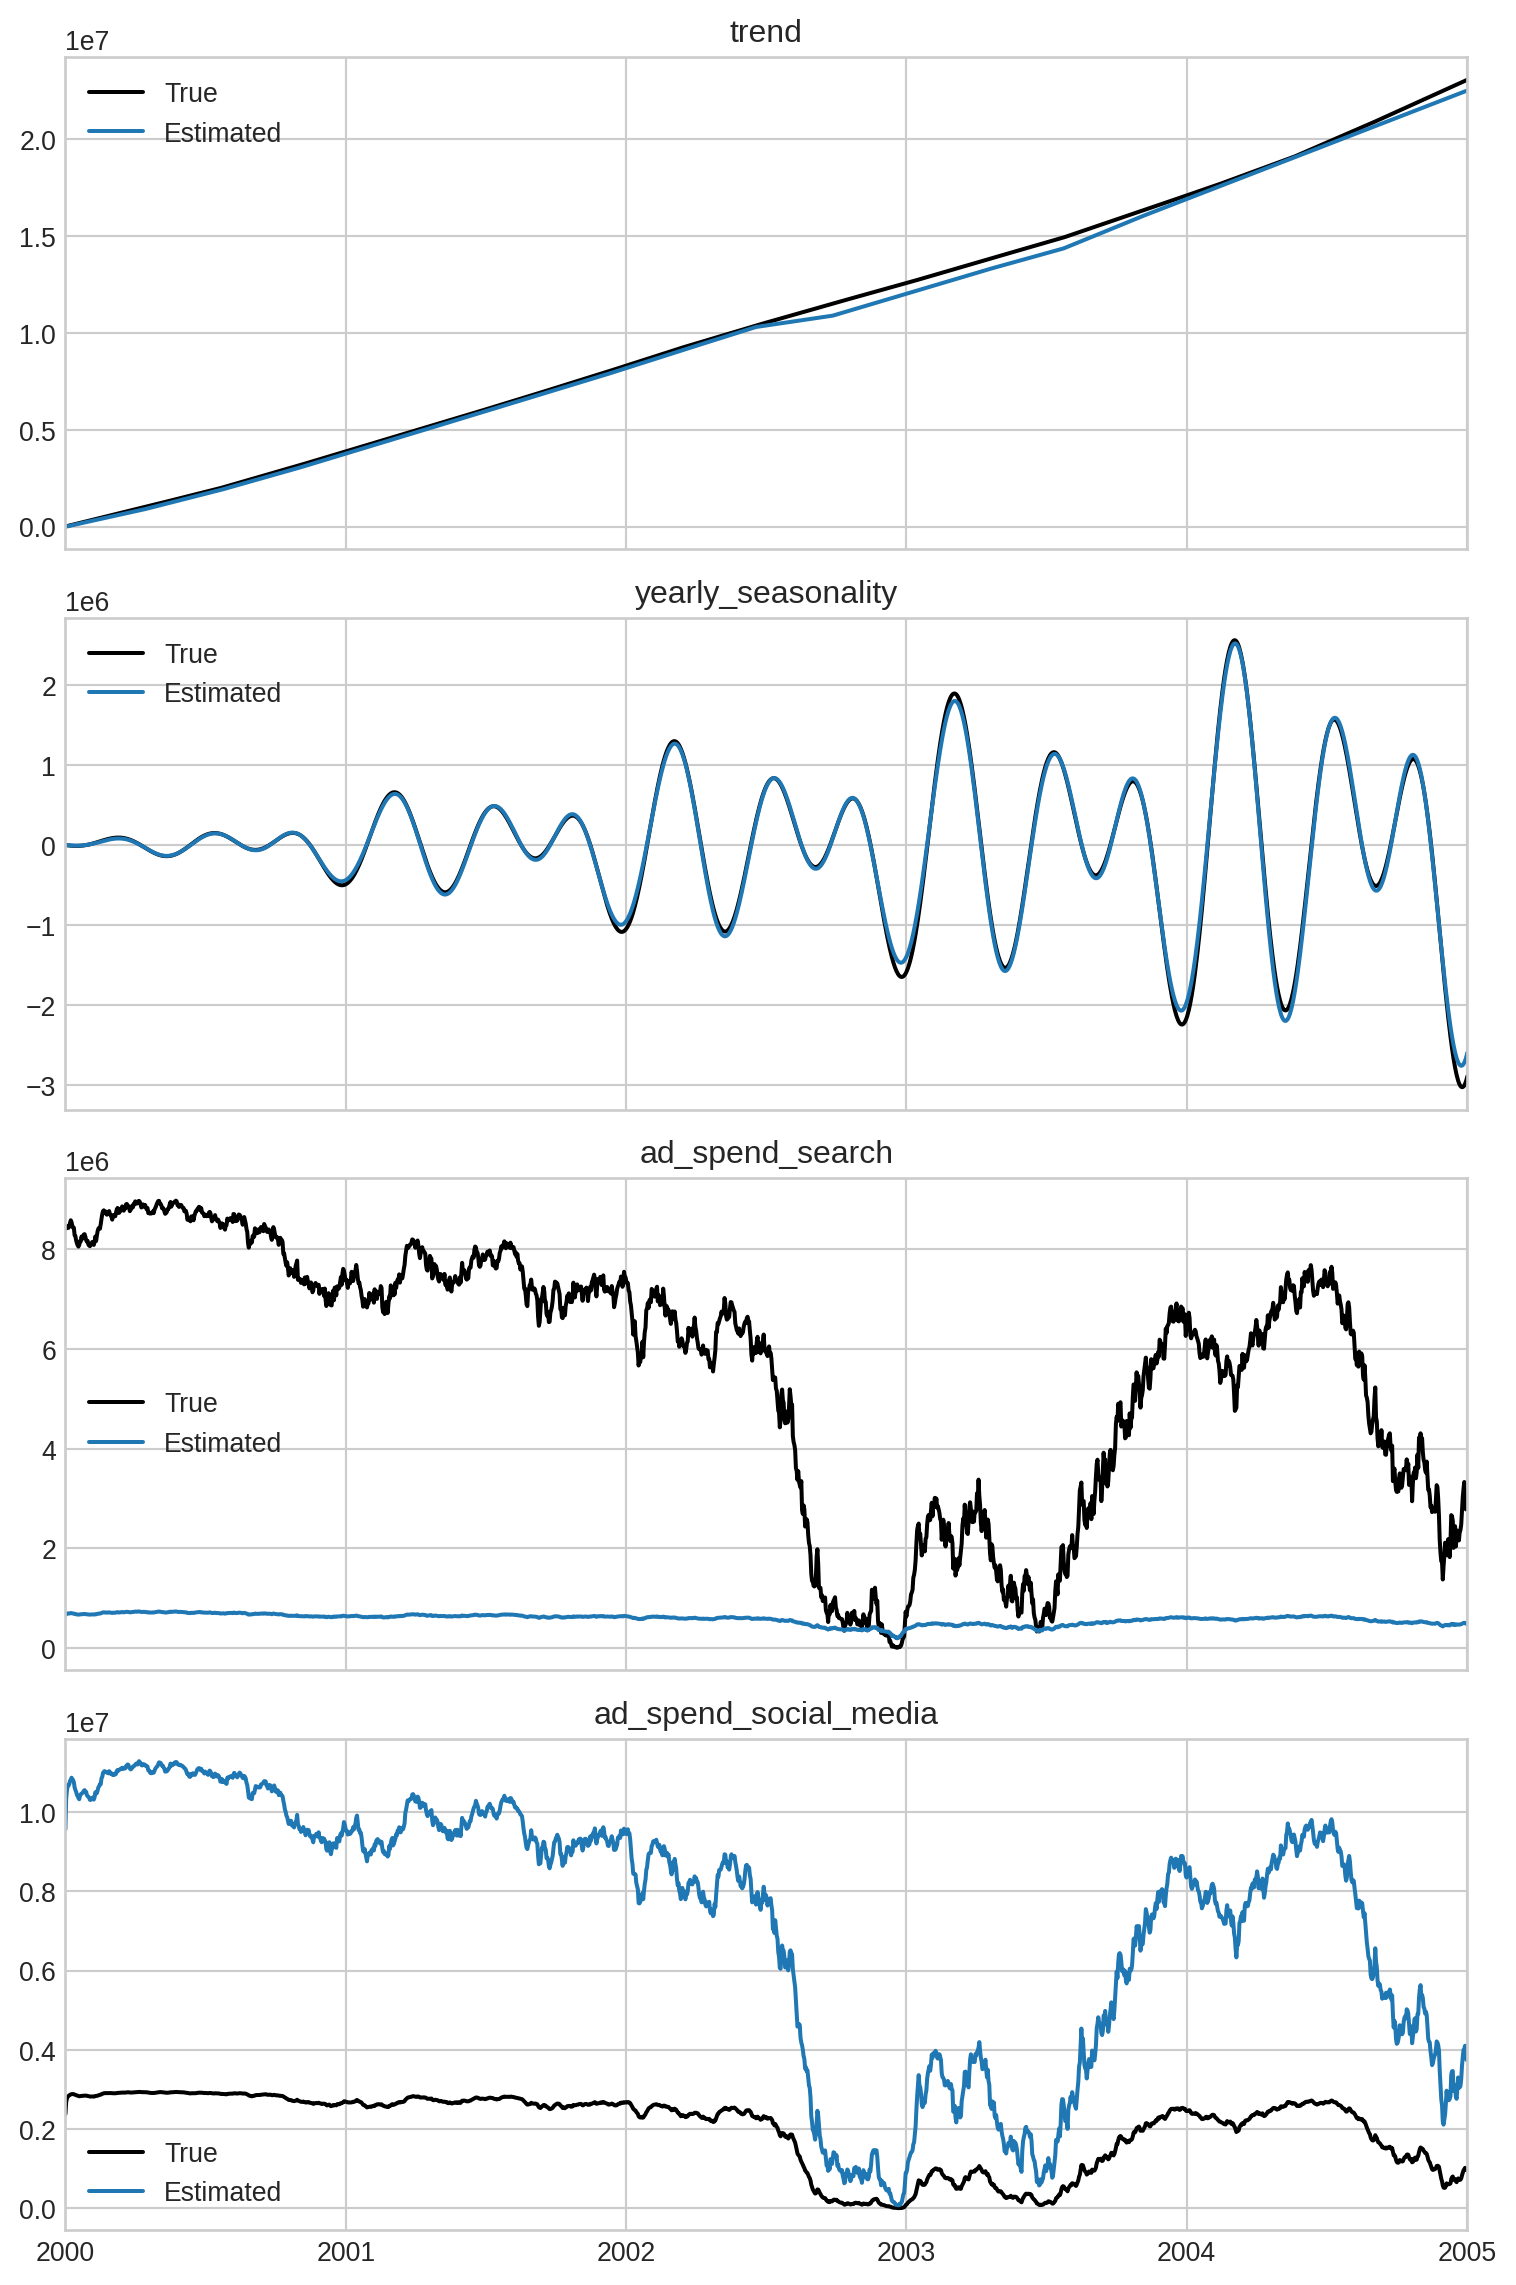 trend
1e7
True
Estimated
2.0
1.5
1.0
0.5
0.0
yearly_seasonality
1e6
True
Estimated
2
1
0
−1
−2
−3
ad_spend_search
1e6
8
6
True
Estimated
4
2
0
ad_spend_social_media
1e7
1.0
0.8
0.6
0.4
0.2
True
Estimated
0.0
2000 2001 2002 2003 2004 2005